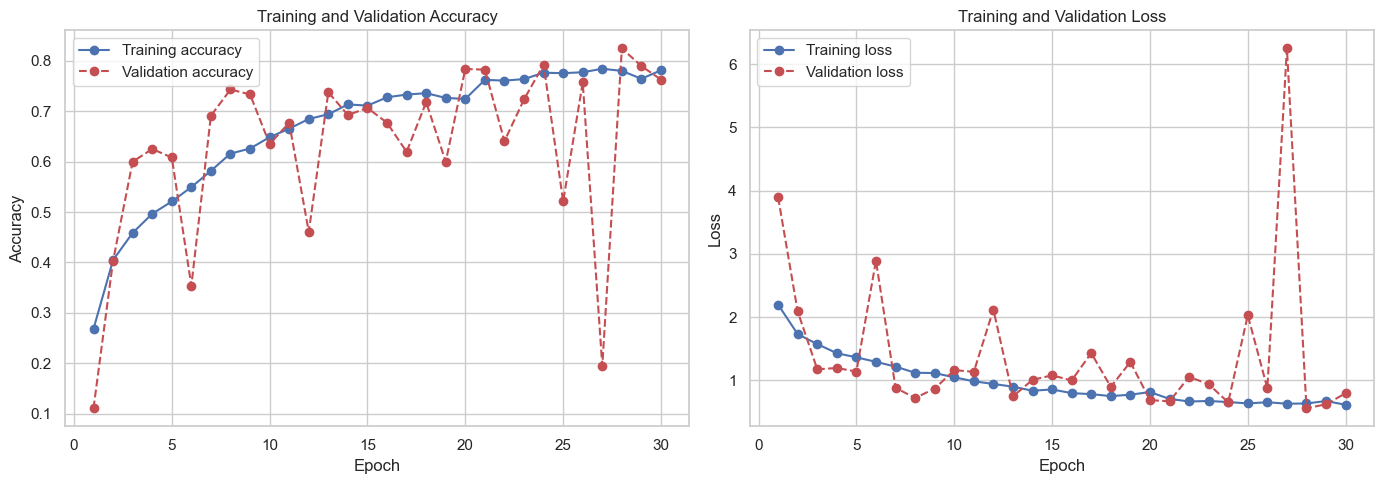 Training and Validation Accuracy
Training accuracy
Validation accuracy
0.8
0.7
0.6
0.5
0.4
0.3
0.2
0.1
Accuracy
0
5
10
15
20
25
30
Epoch
Training and Validation Loss
Training loss
Validation loss
6
5
4
3
2
1
Loss
0
5
10
15
20
25
30
Epoch